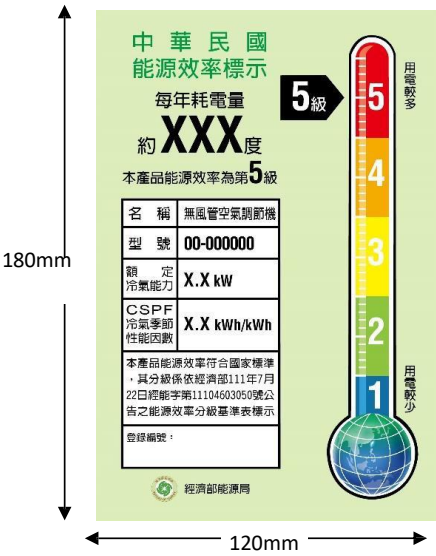 中華民國
能源效率標示
每年耗電量
約XXX度
本產品能源效率為第5級
名 稱 無風管空氣調節機
型 號 00-000000
額 定
冷氣能力 X.X kW
CSPF
冷氣季節
性能因數 X.X kWh/kWh
本產品能源效率符合國家標準
,其分級係依經濟部111年7月
22日經能字第11104603050號公
告之能源效率分級基準表標示
登錄編號:
經濟部能源局
5級
用電較多
5
4
3
2
1
用電較少
180mm
120mm